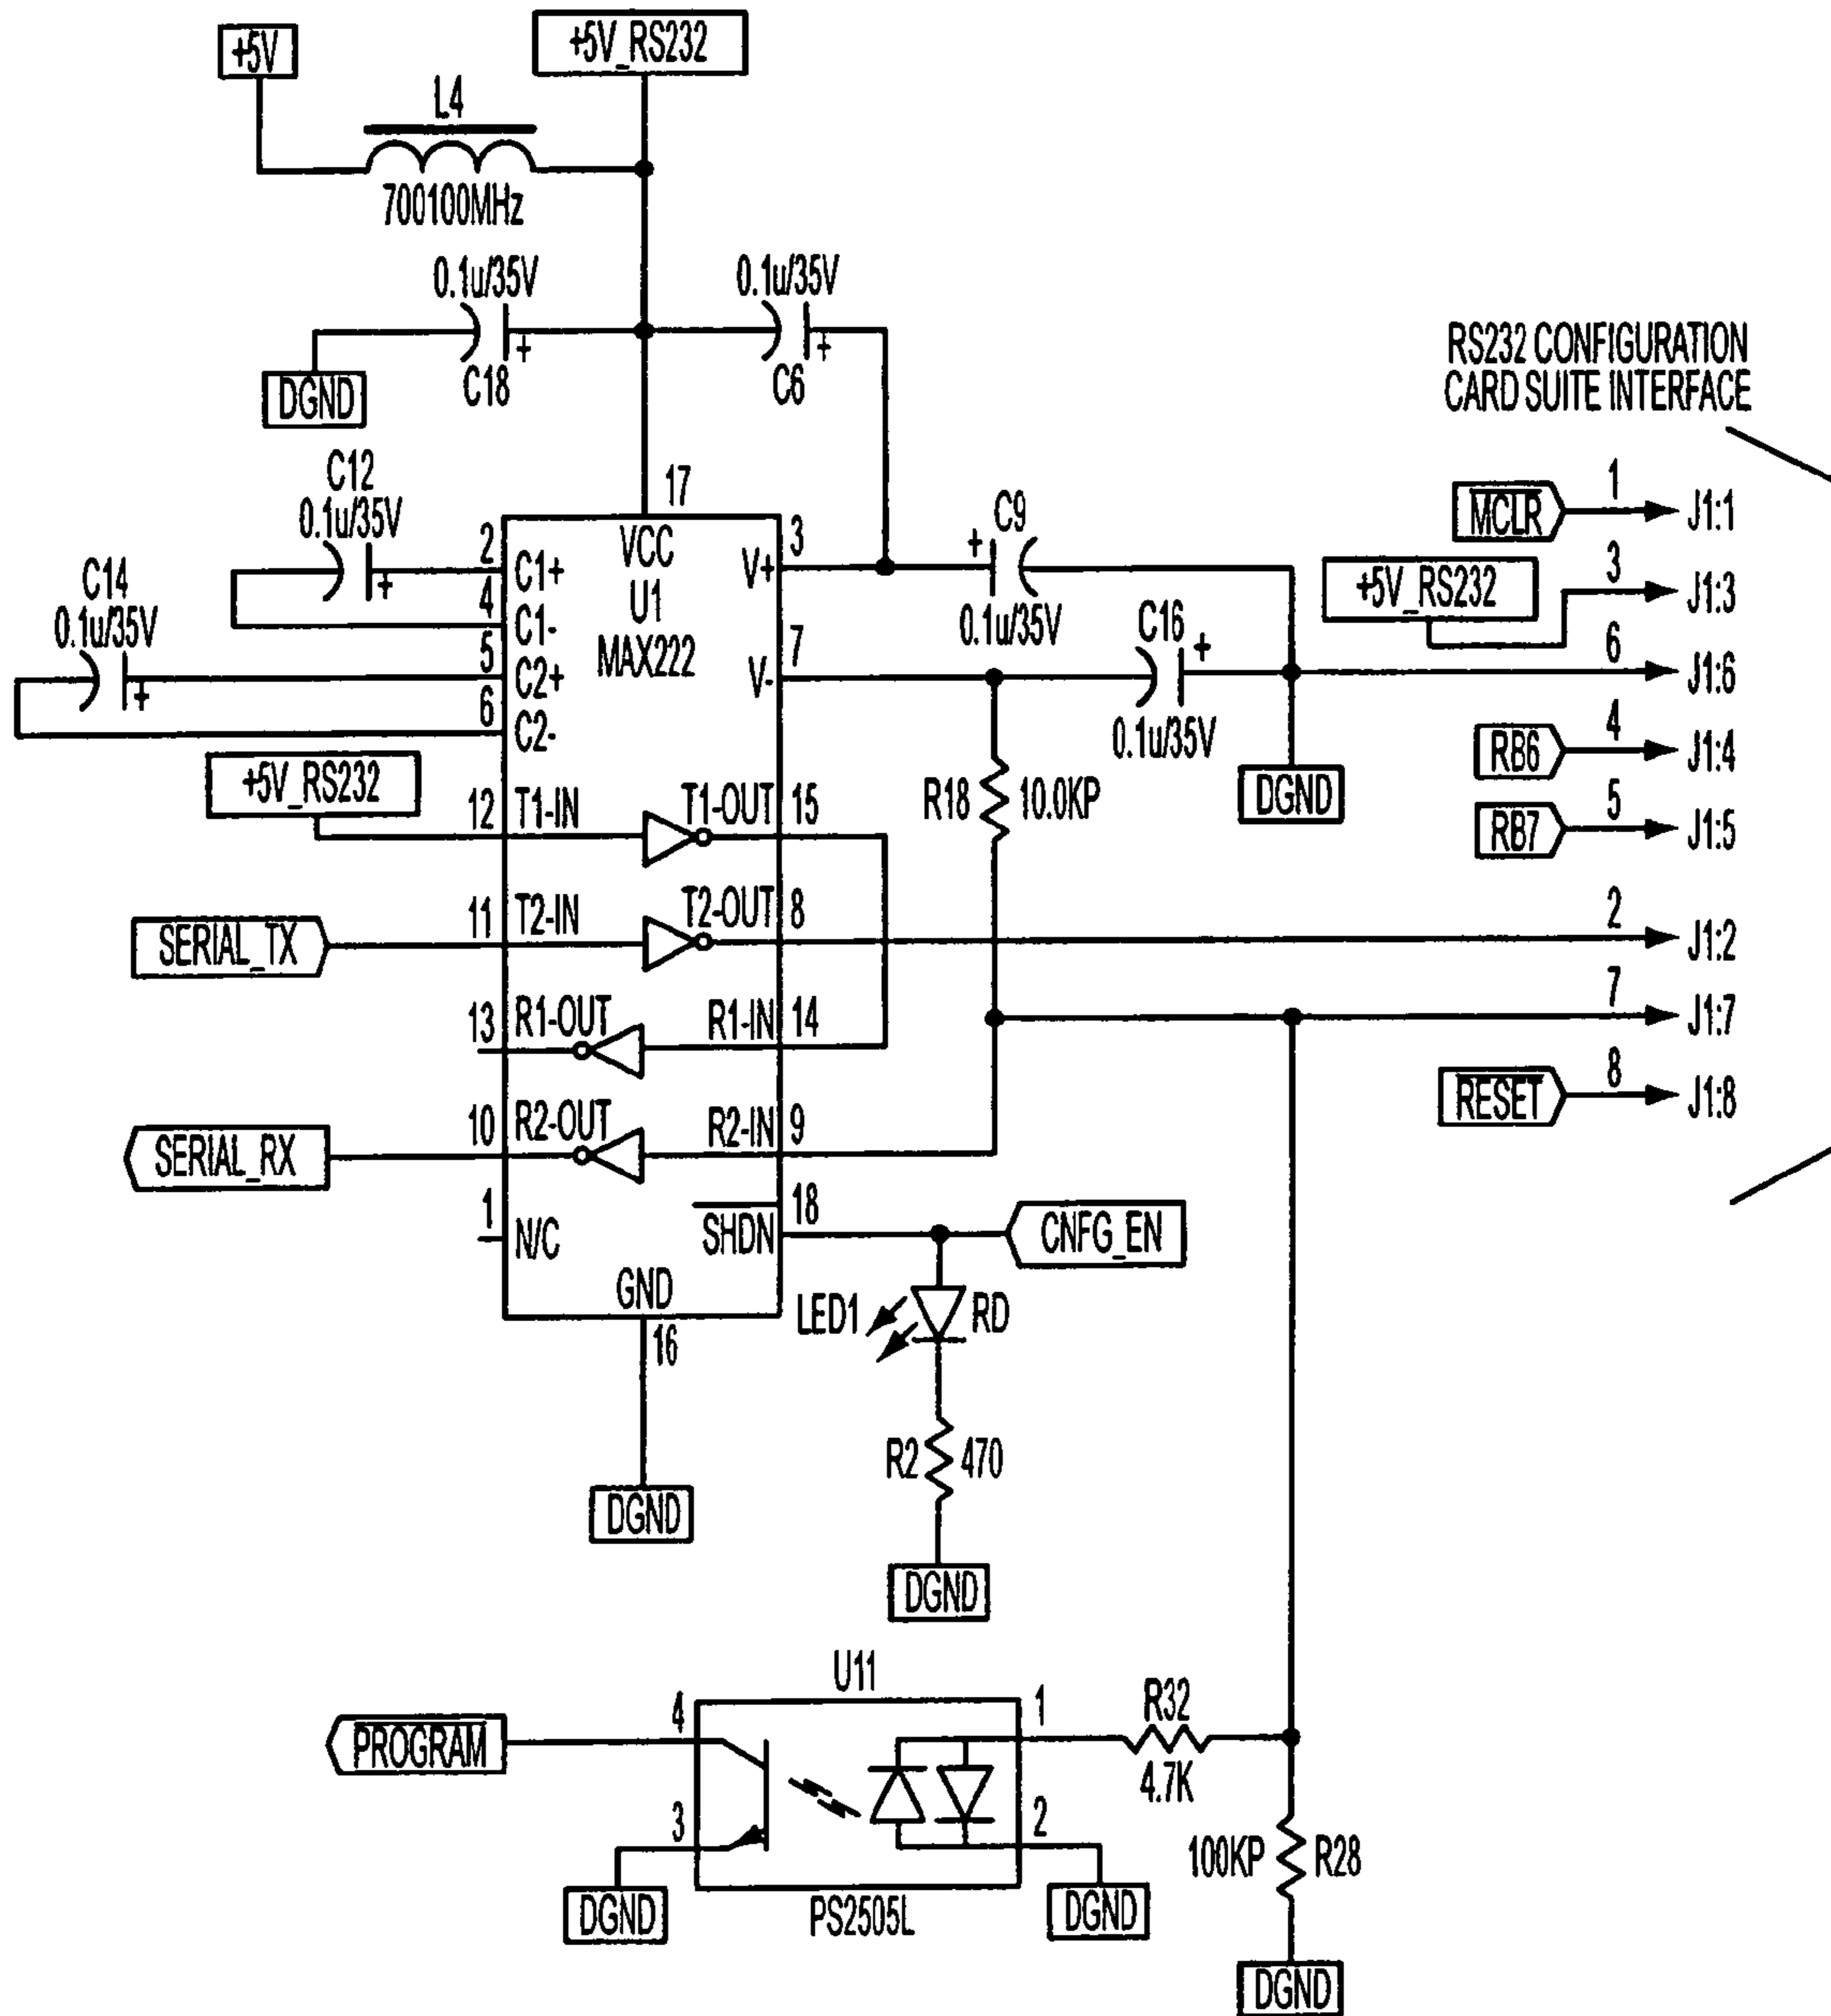 +5V
+5V_RS232
L4
700100MHz
0.1u/35V
0.1u/35V
C18
C6
DGND
RS232 CONFIGURATION
CARD SUITE INTERFACE
C12
0.1u/35V
17
C14
0.1u/35V
2
C1+
VCC
V+
3
+
C9
0.1u/35V
4
C1-
U1
MAX222
5
C2+
V-
7
C16
+
0.1u/35V
6
C2-
MCLR
1
J1:1
+5V_RS232
3
J1:3
6
J1:6
RB6
4
J1:4
RB7
5
J1:5
+5V_RS232
R18
10.0KP
DGND
12
T1-IN
T1-OUT
15
SERIAL_TX
11
T2-IN
T2-OUT
8
2
J1:2
13
R1-OUT
R1-IN
14
7
J1:7
RESET
8
J1:8
SERIAL_RX
10
R2-OUT
R2-IN
9
1
N/C
SHDN
18
CNFG_EN
GND
16
LED1
RD
R2
470
DGND
DGND
U11
PROGRAM
4
1
R32
4.7K
3
2
DGND
PS2505L
DGND
100KP
R28
DGND